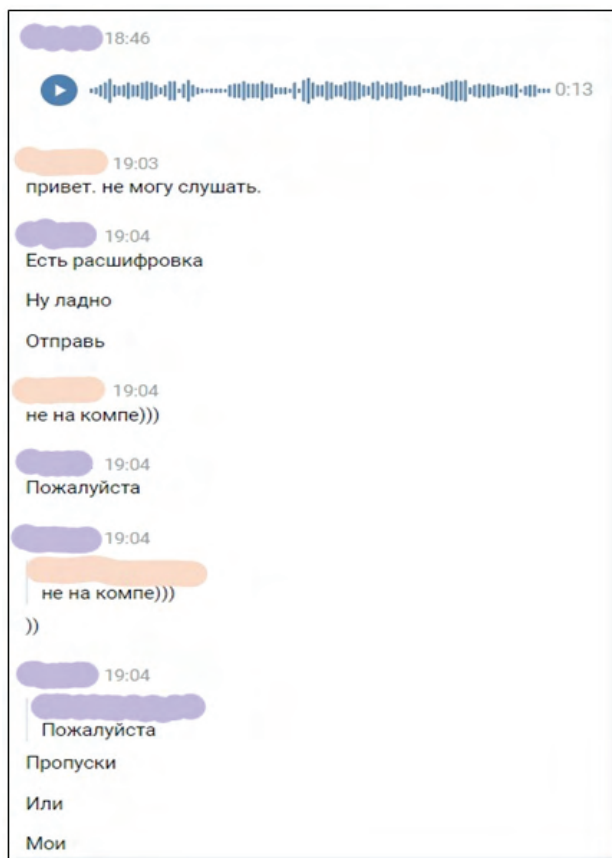 18:46
0:13
19:03
привет. не могу слушать.
19:04
Есть расшифровка
Ну ладно
Отправь
19:04
не на компе)))
19:04
Пожалуйста
19:04
не на компе)))
))
19:04
Пожалуйста
Пропуски
Или
Мои